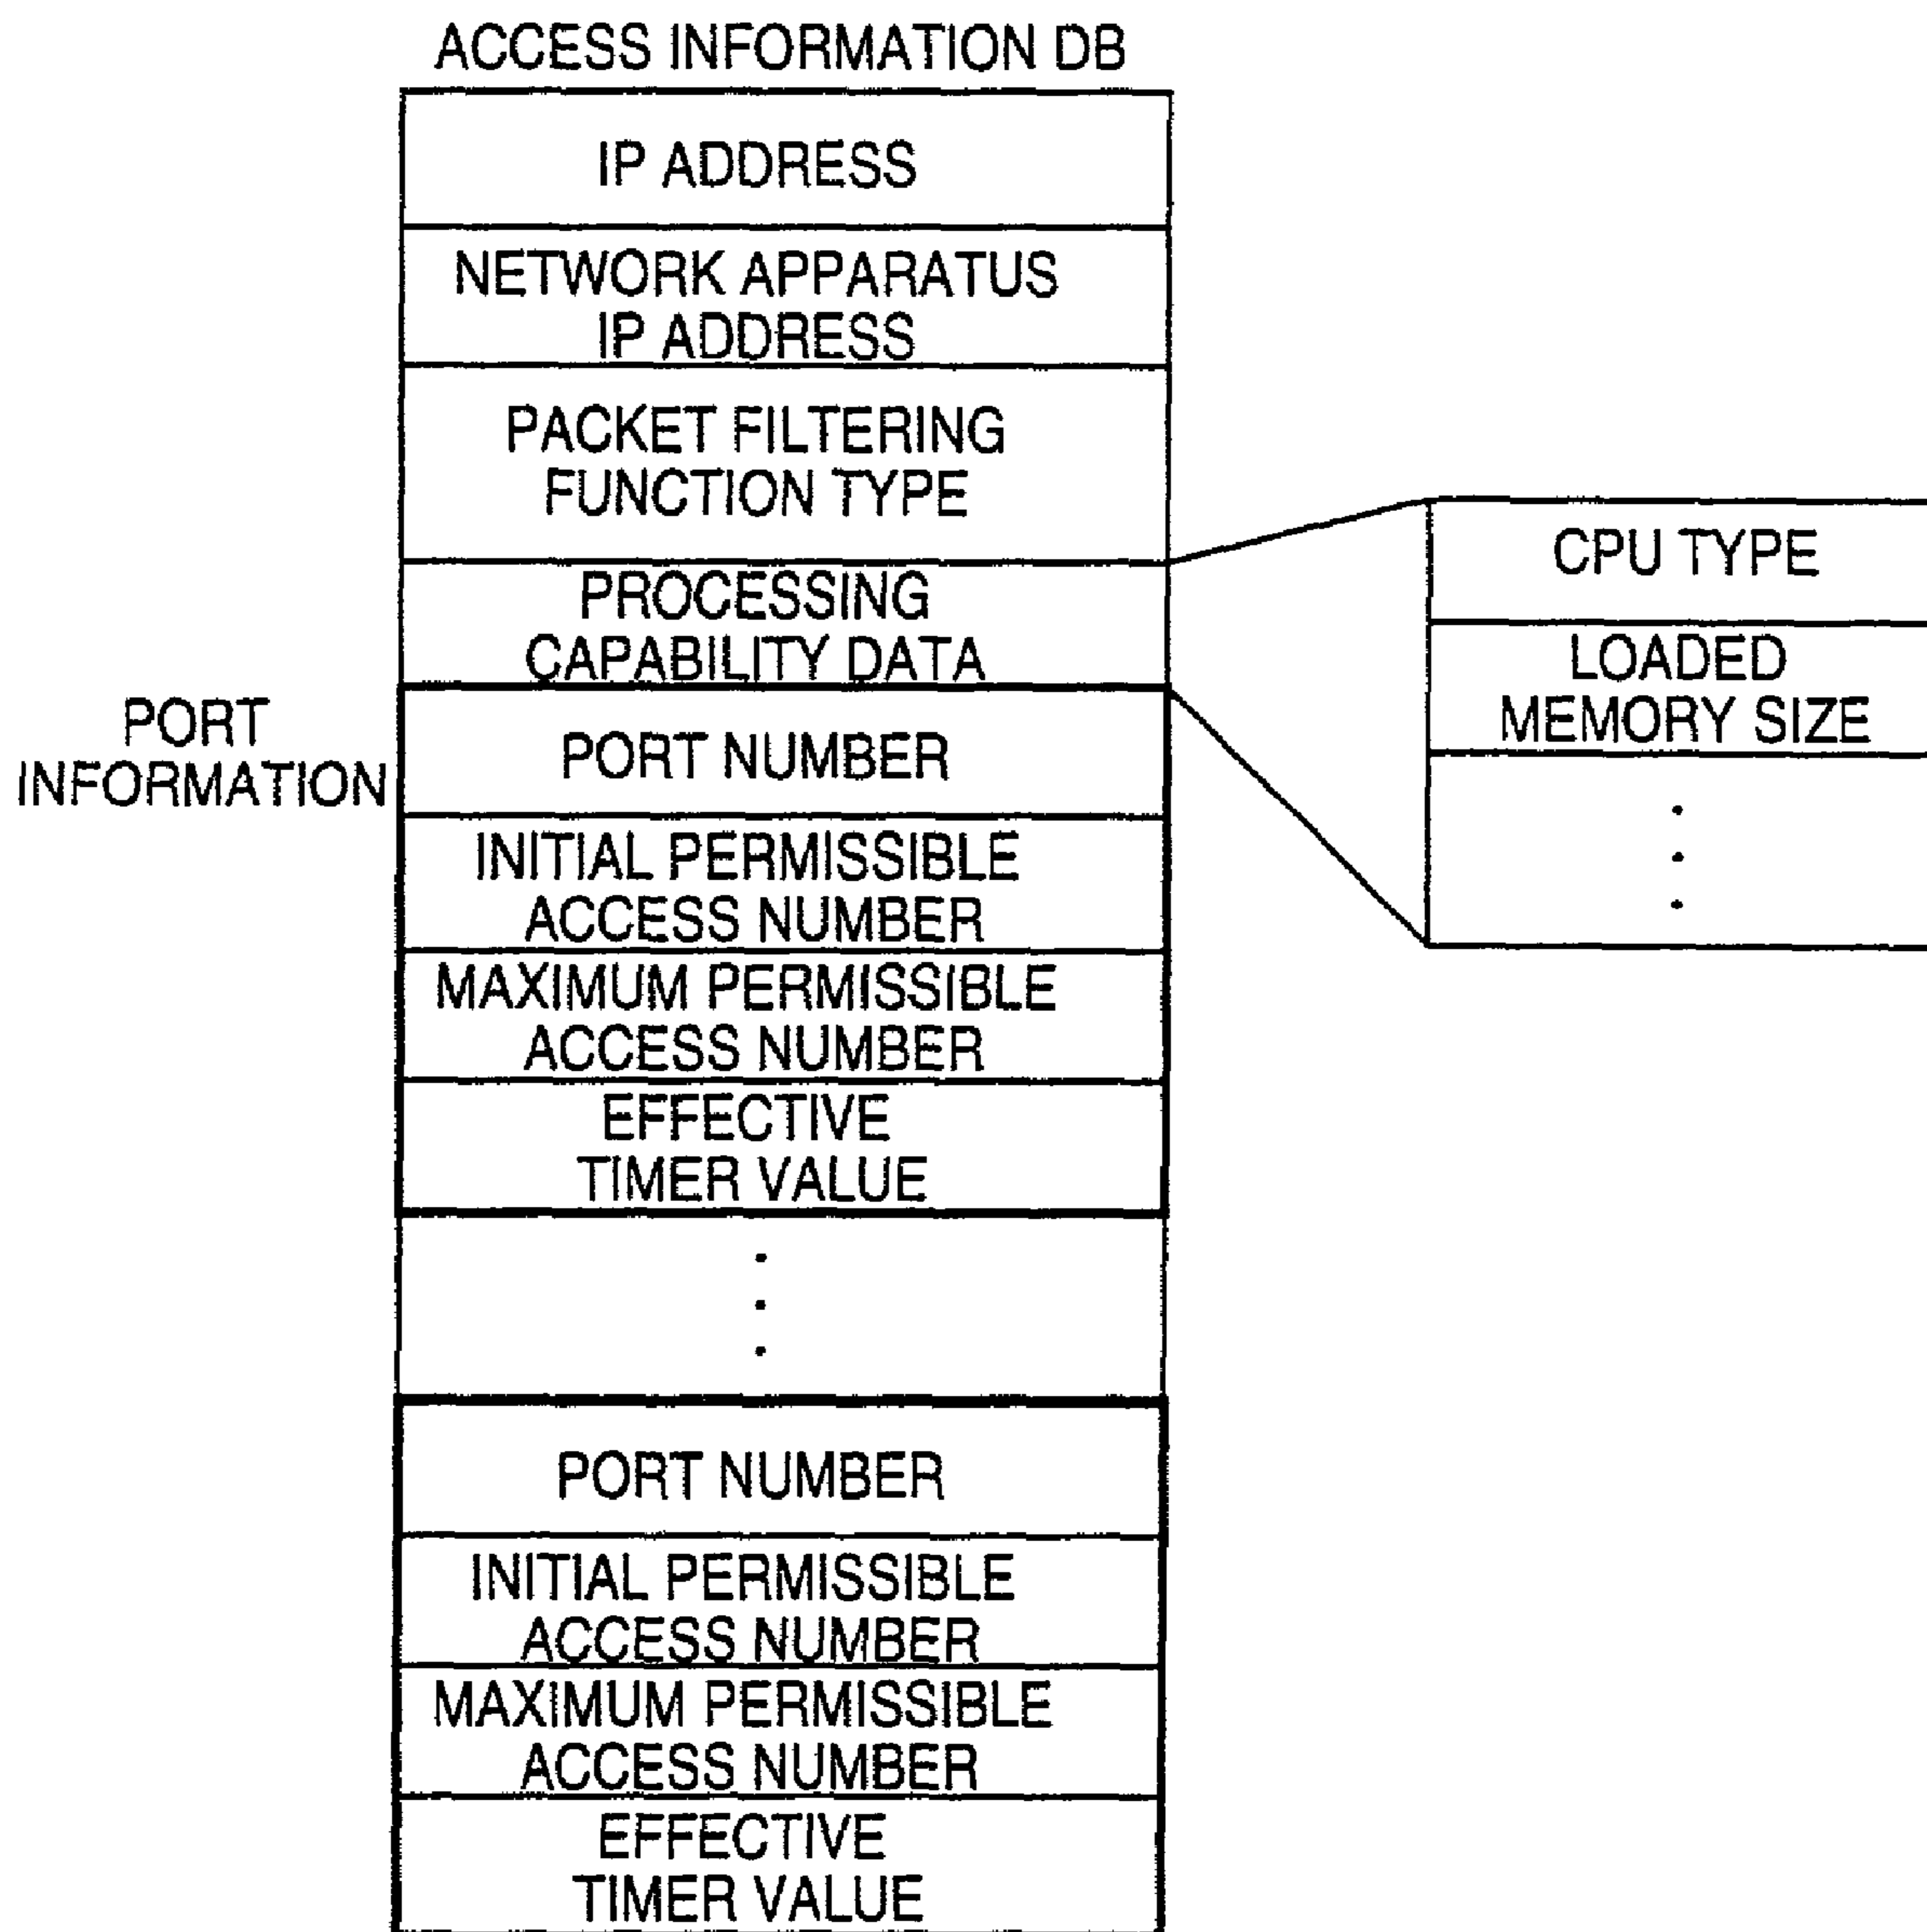 ACCESS INFORMATION DB
IP ADDRESS
NETWORK APPARATUS
IP ADDRESS
PACKET FILTERING
FUNCTION TYPE
PROCESSING
CAPABILITY DATA
CPU TYPE
LOADED
MEMORY SIZE
PORT
INFORMATION
PORT NUMBER
INITIAL PERMISSIBLE
ACCESS NUMBER
MAXIMUM PERMISSIBLE
ACCESS NUMBER
EFFECTIVE
TIMER VALUE
PORT NUMBER
INITIAL PERMISSIBLE
ACCESS NUMBER
MAXIMUM PERMISSIBLE
ACCESS NUMBER
EFFECTIVE
TIMER VALUE